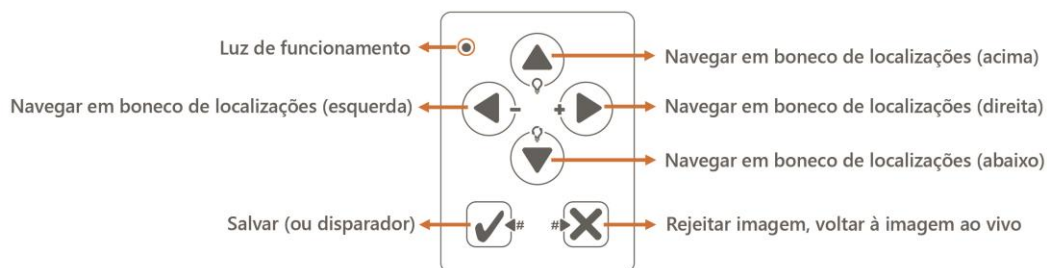 Luz de funcionamento
Navegar em boneco de localizações (acima)
Navegar em boneco de localizações (esquerda)
- +
Navegar em boneco de localizações (direita)
Navegar em boneco de localizações (abaixo)
Salvar (ou disparador)
# #
Rejeitar imagem, voltar à imagem ao vivo